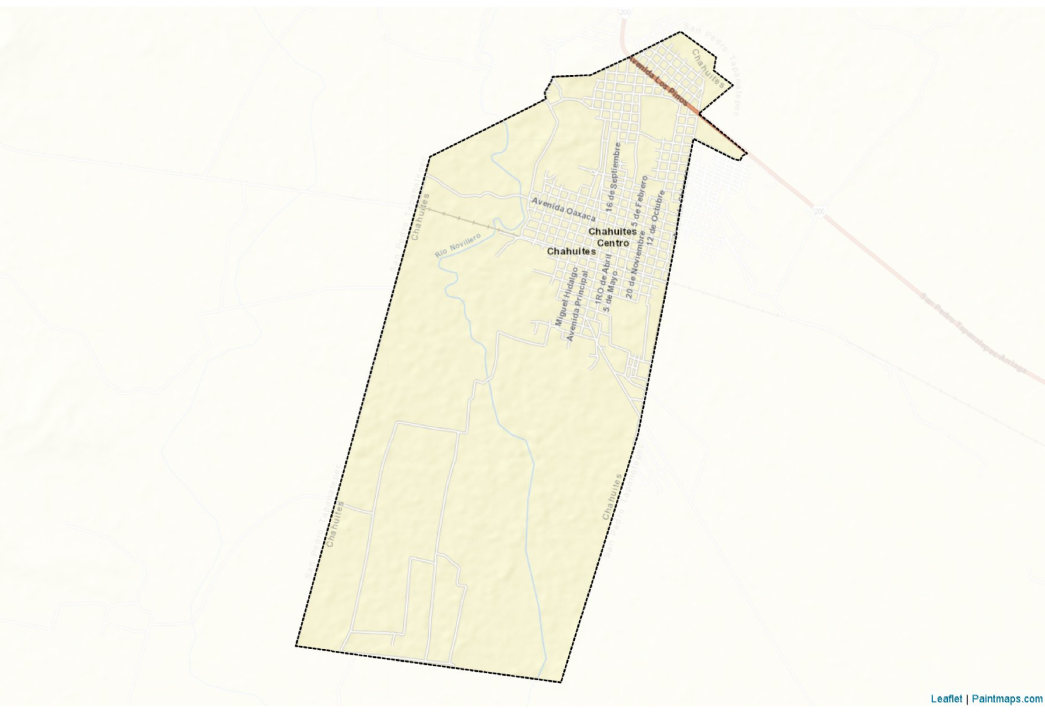 Chahuites
Avenida Los Pinos
16 de Septiembre
5 de Febrero
12 de Octubre
Avenida Oaxaca
Chahuites
Chahuites
Centro
Chahuites
Río Novillero
20 de Noviembre
1RO de Abril
5 de Mayo
Miguel Hidalgo
Avenida Principal
Chahuites
Chahuites
Leaflet | Paintmaps.com